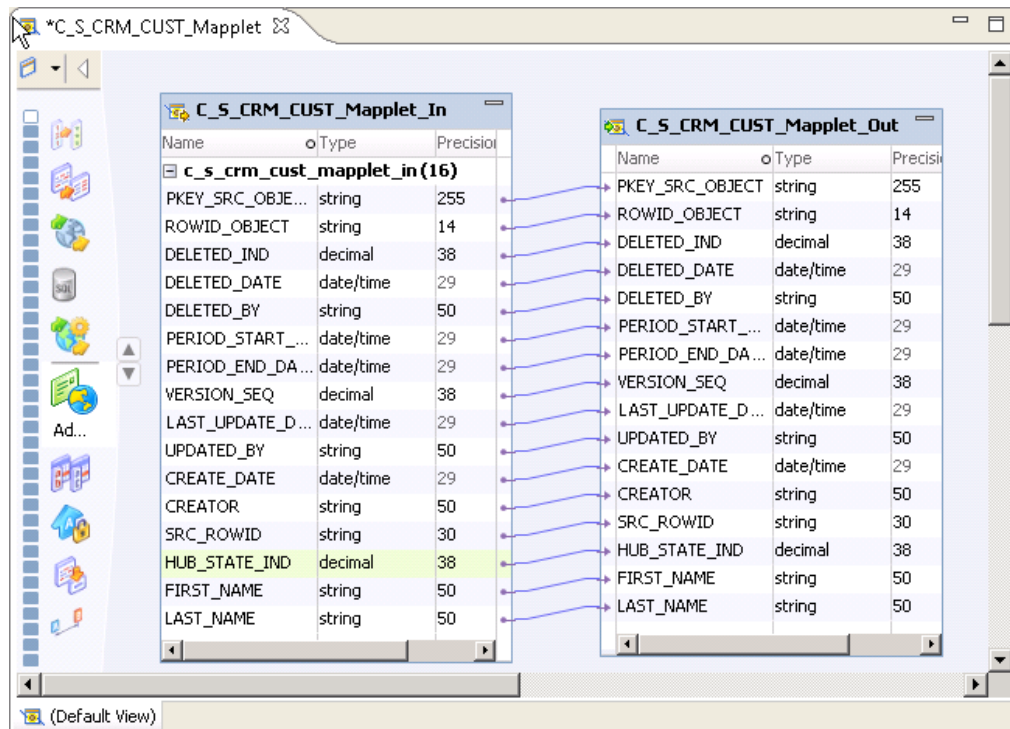 *C_S_CRM_CUST_Mapplet
Ad...
C_S_CRM_CUST_Mapplet_In
Name Type Precision
c_s_crm_cust_mapplet_in (16)
PKEY_SRC_OBJE... string 255
ROWID_OBJECT string 14
DELETED_IND decimal 38
DELETED_DATE date/time 29
DELETED_BY string 50
PERIOD_START_... date/time 29
PERIOD_END_DA... date/time 29
VERSION_SEQ decimal 38
LAST_UPDATE_D... date/time 29
UPDATED_BY string 50
CREATE_DATE date/time 29
CREATOR string 50
SRC_ROWID string 30
HUB_STATE_IND decimal 38
FIRST_NAME string 50
LAST_NAME string 50
C_S_CRM_CUST_Mapplet_Out
Name Type Precisi
PKEY_SRC_OBJECT string 255
ROWID_OBJECT string 14
DELETED_IND decimal 38
DELETED_DATE date/time 29
DELETED_BY string 50
PERIOD_START_... date/time 29
PERIOD_END_DA... date/time 29
VERSION_SEQ decimal 38
LAST_UPDATE_D... date/time 29
UPDATED_BY string 50
CREATE_DATE date/time 29
CREATOR string 50
SRC_ROWID string 30
HUB_STATE_IND decimal 38
FIRST_NAME string 50
LAST_NAME string 50
(Default View)